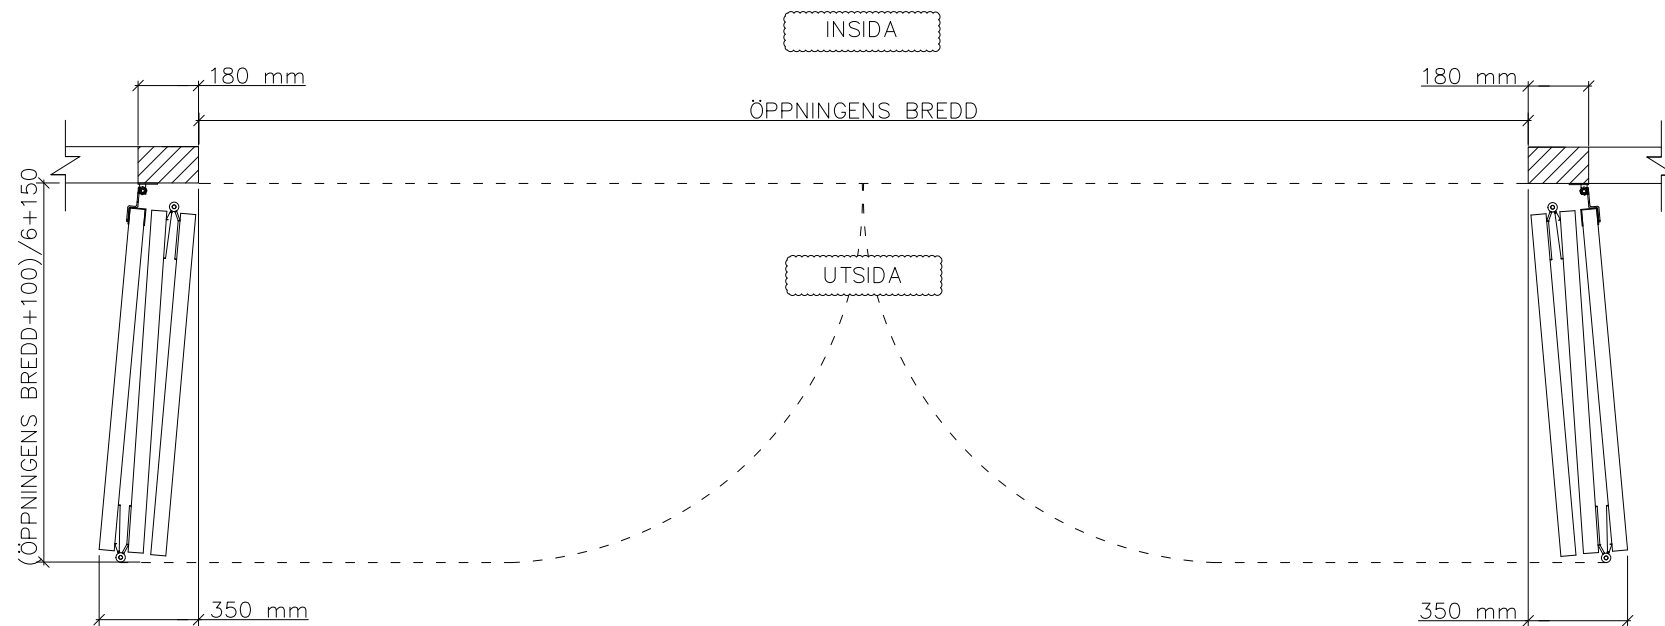 INSIDA
180 mm
180 mm
ÖPPNINGENS BREDD
(ÖPPNINGENS BREDD+100)/6+150
UTSIDA
350 mm
350 mm